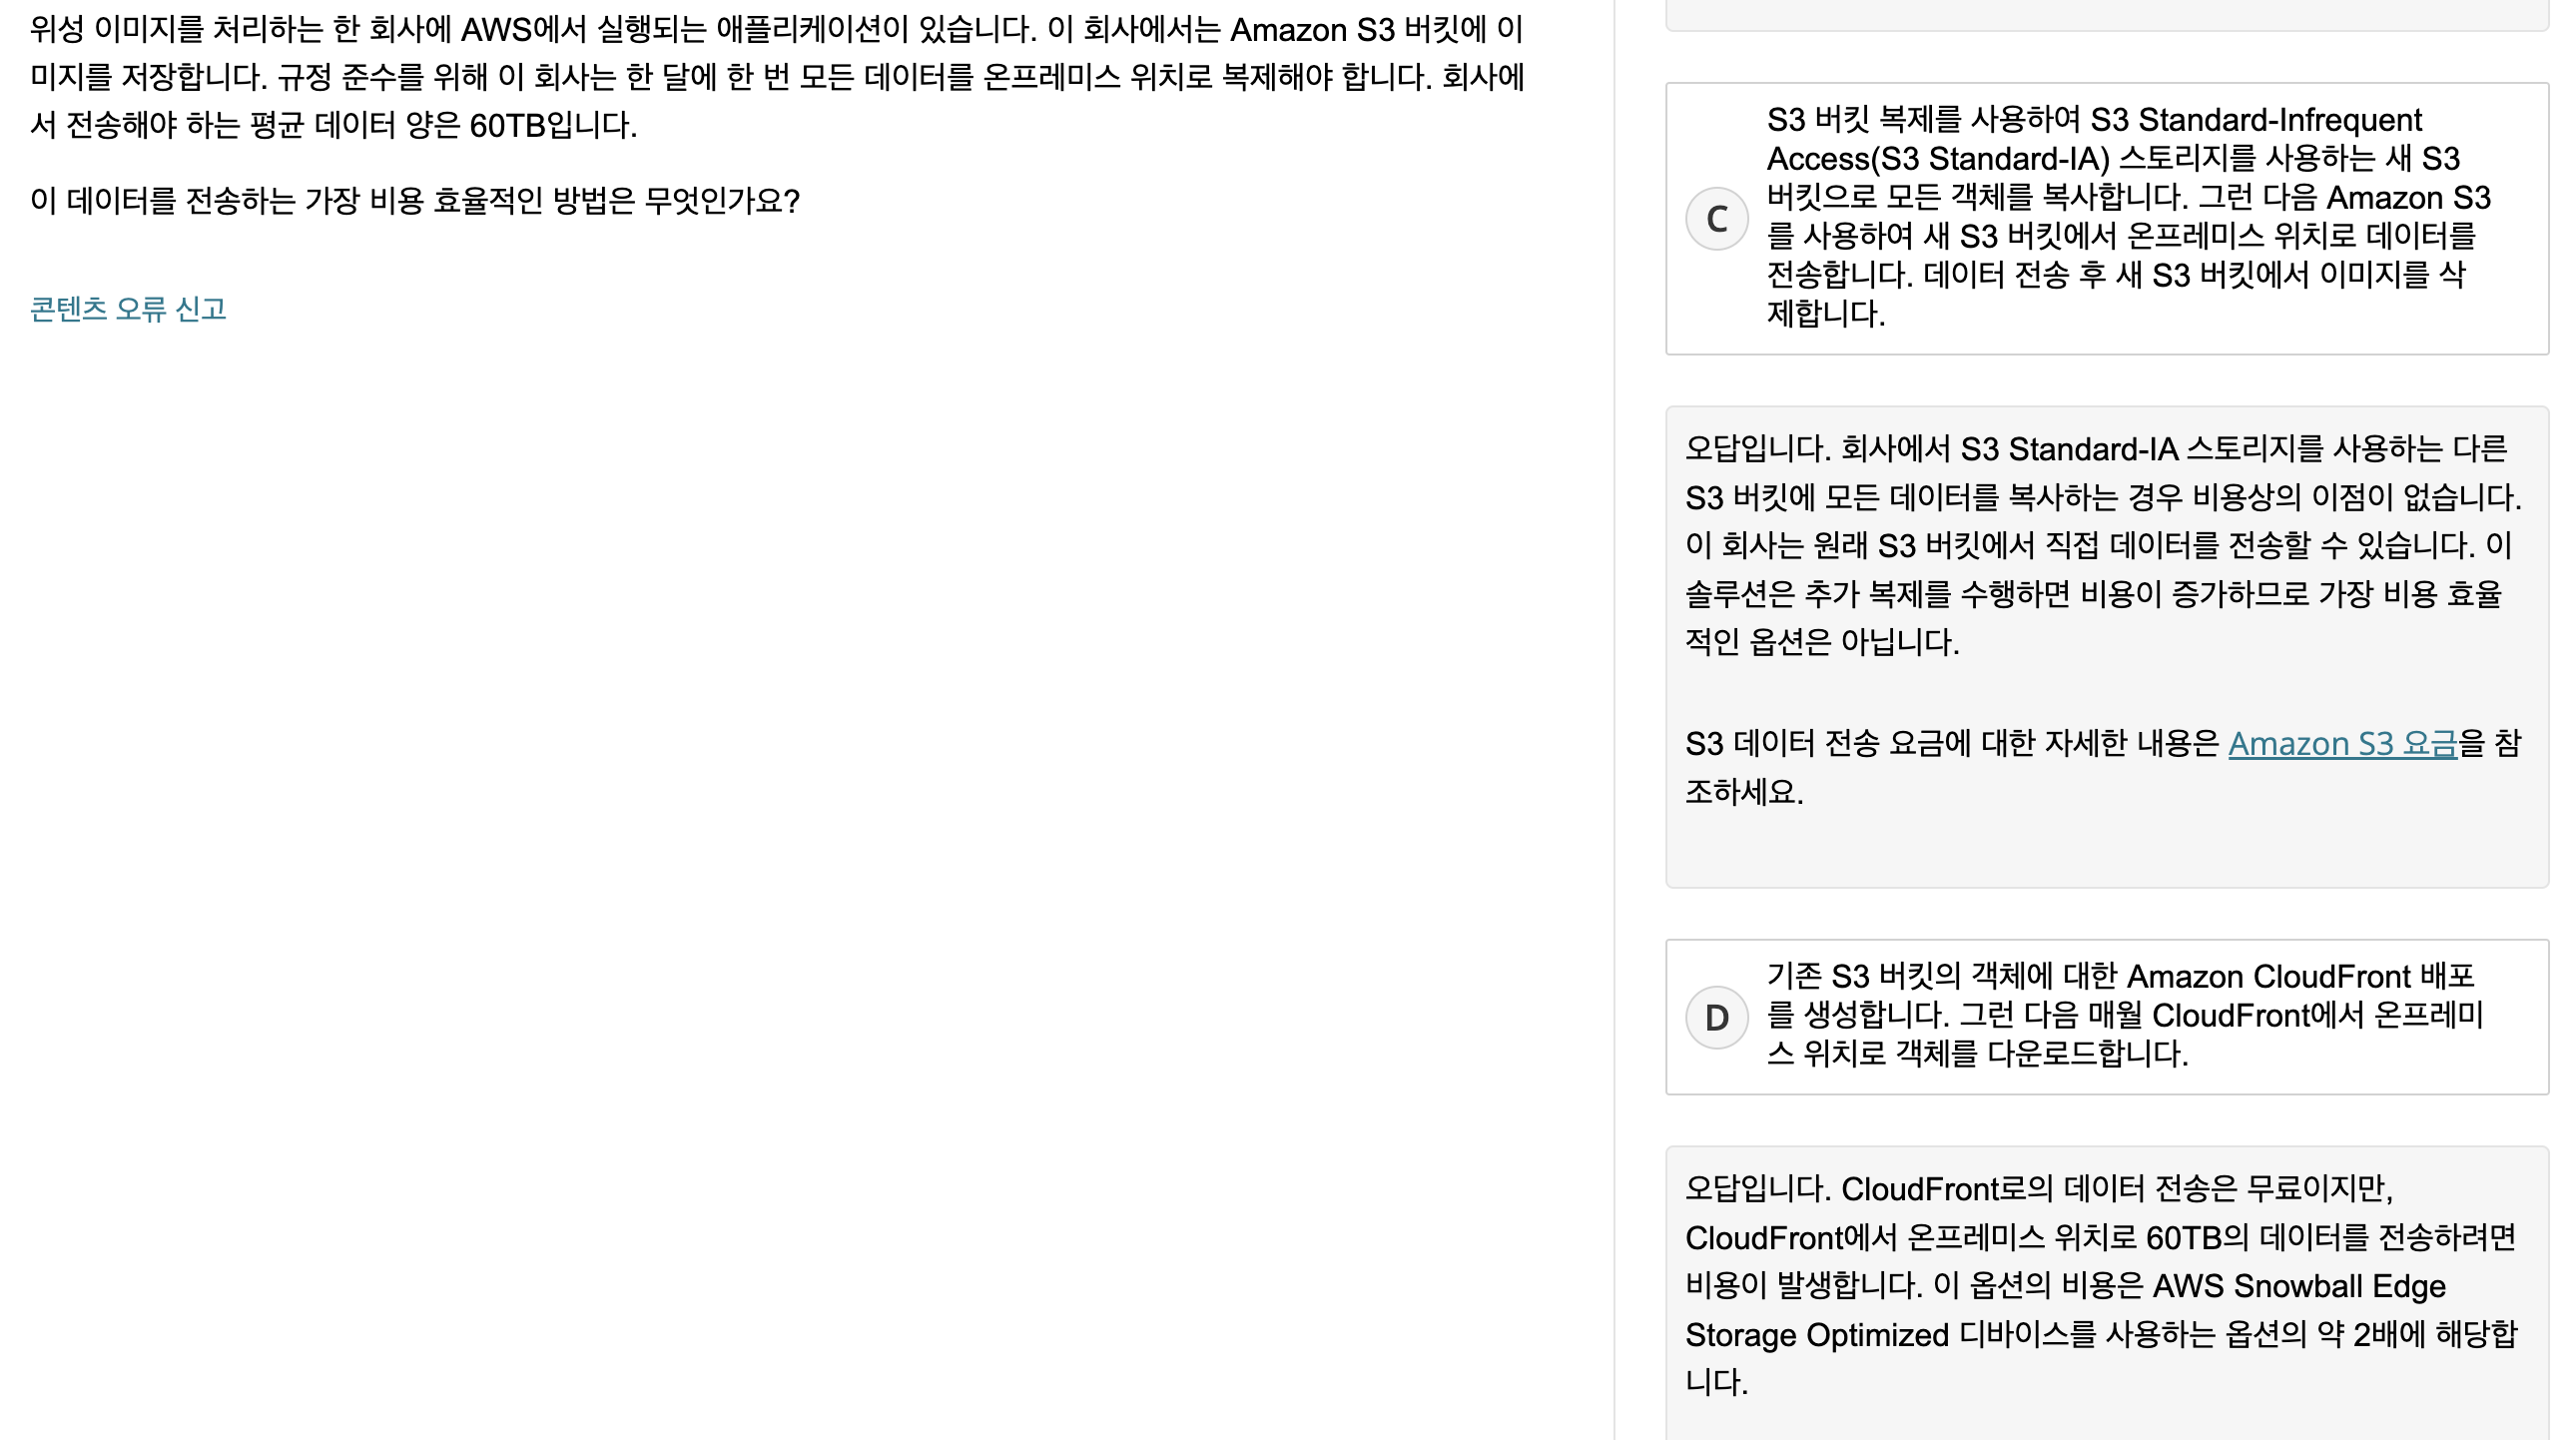 위성 이미지를 처리하는 한 회사에 AWS에서 실행되는 애플리케이션이 있습니다. 이 회사에서는 Amazon S3 버킷에 이
미지를 저장합니다. 규정 준수를 위해 이 회사는 한 달에 한 번 모든 데이터를 온프레미스 위치로 복제해야 합니다. 회사에
서 전송해야 하는 평균 데이터 양은 60TB입니다.
이 데이터를 전송하는 가장 비용 효율적인 방법은 무엇인가요?
콘텐츠 오류 신고
C
S3 버킷 복제를 사용하여 S3 Standard-Infrequent
Access(S3 Standard-IA) 스토리지를 사용하는 새 S3
버킷으로 모든 객체를 복사합니다. 그런 다음 Amazon S3
를 사용하여 새 S3 버킷에서 온프레미스 위치로 데이터를
전송합니다. 데이터 전송 후 새 S3 버킷에서 이미지를 삭
제합니다.
오답입니다. 회사에서 S3 Standard-IA 스토리지를 사용하는 다른
S3 버킷에 모든 데이터를 복사하는 경우 비용상의 이점이 없습니다.
이 회사는 원래 S3 버킷에서 직접 데이터를 전송할 수 있습니다. 이
솔루션은 추가 복제를 수행하면 비용이 증가하므로 가장 비용 효율
적인 옵션은 아닙니다.
S3 데이터 전송 요금에 대한 자세한 내용은 Amazon S3 요금을 참
조하세요.
D
기존 S3 버킷의 객체에 대한 Amazon CloudFront 배포
를 생성합니다. 그런 다음 매월 CloudFront에서 온프레미
스 위치로 객체를 다운로드합니다.
오답입니다. CloudFront로의 데이터 전송은 무료이지만,
CloudFront에서 온프레미스 위치로 60TB의 데이터를 전송하려면
비용이 발생합니다. 이 옵션의 비용은 AWS Snowball Edge
Storage Optimized 디바이스를 사용하는 옵션의 약 2배에 해당합
니다.